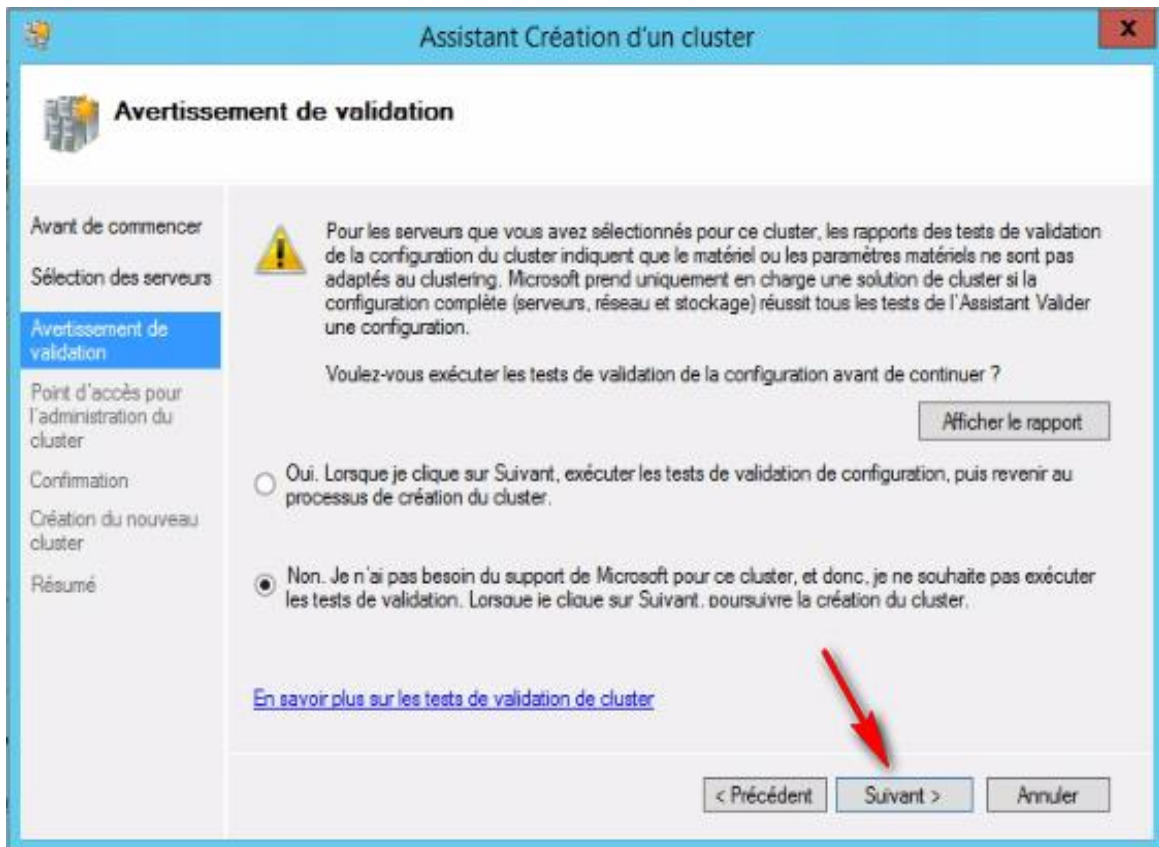 Assistant Création d'un cluster
x
Avertissement de validation
Avant de commencer
Sélection des serveurs
Avertissement de
validation
Point d'accès pour
l'administration du
cluster
Confirmation
Création du nouveau
cluster
Résumé
Pour les serveurs que vous avez sélectionnés pour ce cluster, les rapports des tests de validation
de la configuration du cluster indiquent que le matériel ou les paramètres matériels ne sont pas
adaptés au clustering. Microsoft prend uniquement en charge une solution de cluster si la
configuration complète (serveurs, réseau et stockage) réussit tous les tests de l'Assistant Valider
une configuration.
Voulez-vous exécuter les tests de validation de la configuration avant de continuer ?
Afficher le rapport
Oui. Lorsque je clique sur Suivant, exécuter les tests de validation de configuration, puis revenir au
processus de création du cluster.
Non. Je n'ai pas besoin du support de Microsoft pour ce cluster, et donc, je ne souhaite pas exécuter
les tests de validation. Lorsque je clique sur Suivant, poursuivre la création du cluster.
En savoir plus sur les tests de validation de cluster
< Précédent
Suivant >
Annuler